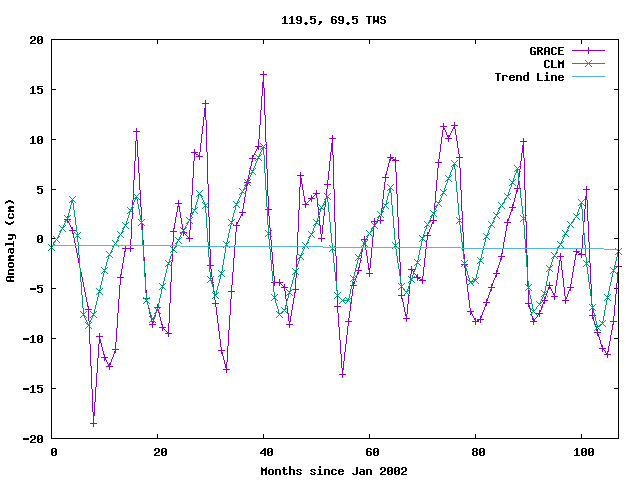 119.5, 69.5 TWS
GRACE
CLM
Trend Line
20
15
10
5
0
-5
-10
-15
-20
Anomaly (cm)
0 20 40 60 80 100
Months since Jan 2002